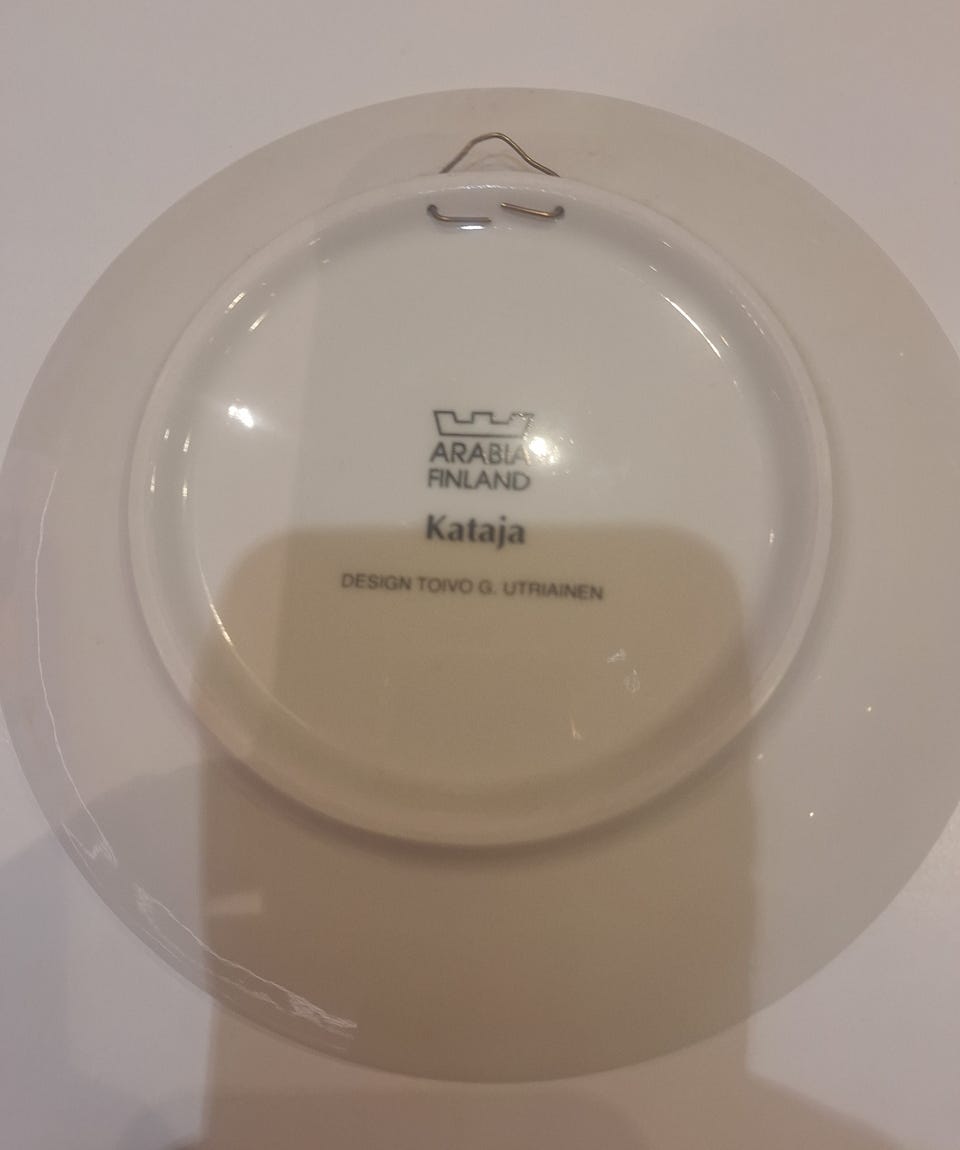 ARABIA
FINLAND
Kataja
DESIGN TOIVO G. UTRIAINEN